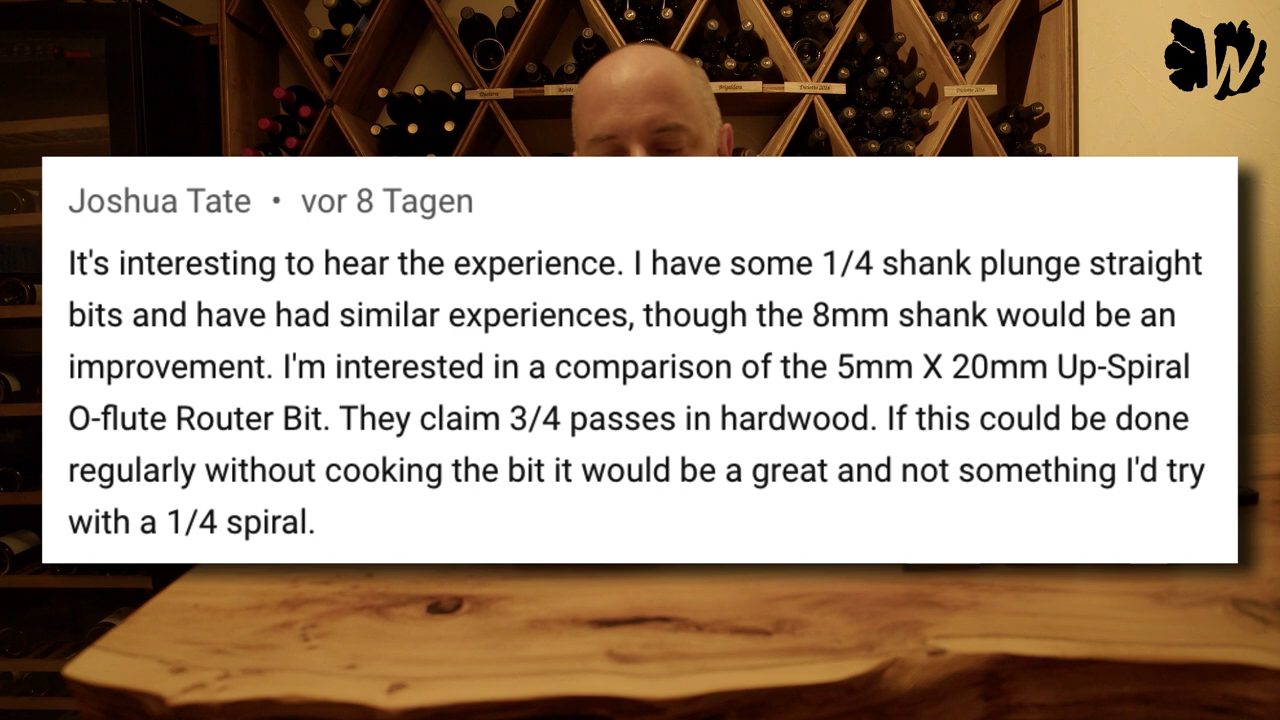 Joshua Tate • vor 8 Tagen
It's interesting to hear the experience. I have some 1/4 shank plunge straight
bits and have had similar experiences, though the 8mm shank would be an
improvement. I'm interested in a comparison of the 5mm X 20mm Up-Spiral
O-flute Router Bit. They claim 3/4 passes in hardwood. If this could be done
regularly without cooking the bit it would be a great and not something I'd try
with a 1/4 spiral.
W